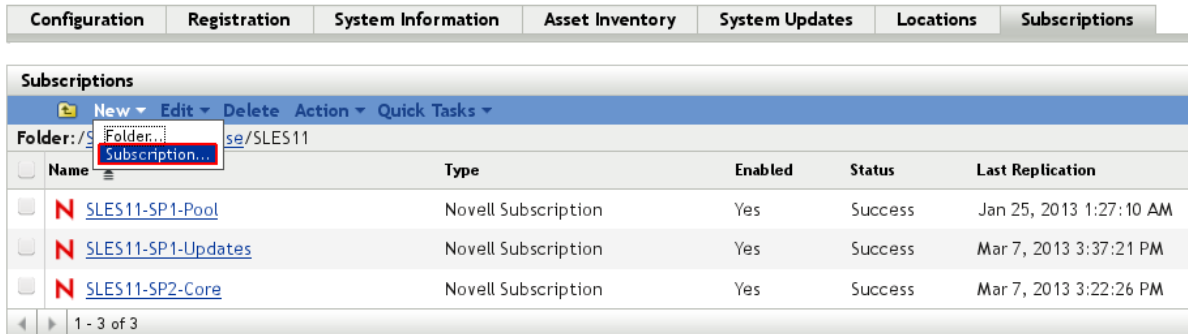 Configuration Registration System Information Asset Inventory System Updates Locations Subscriptions
Subscriptions
New Edit Delete Action Quick Tasks
Folder:/S se/SLES11
Folder...
Subscription...
Name Type Enabled Status Last Replication
N SLES11-SP1-Pool Novell Subscription Yes Success Jan 25, 2013 1:27:10 AM
N SLES11-SP1-Updates Novell Subscription Yes Success Mar 7, 2013 3:37:21 PM
N SLES11-SP2-Core Novell Subscription Yes Success Mar 7, 2013 3:22:26 PM
1 - 3 of 3